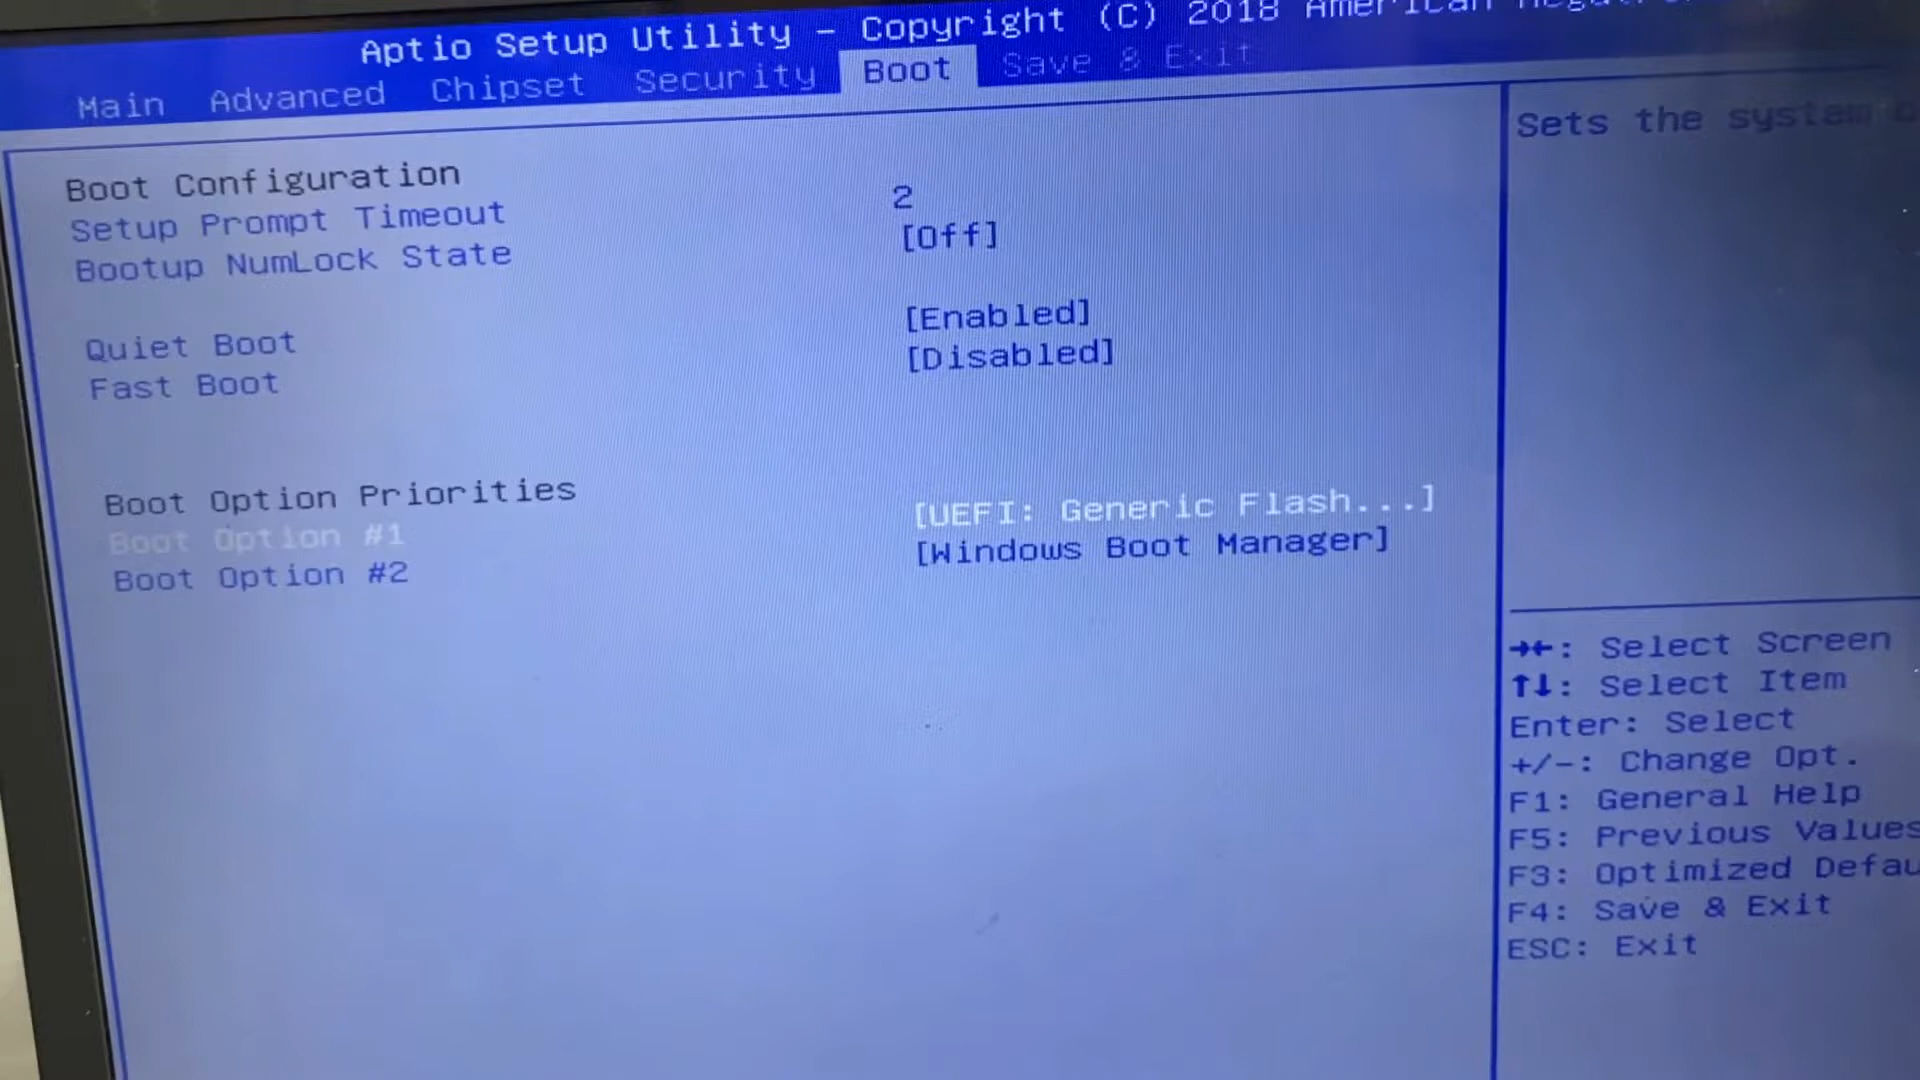 Aptio Setup Utility - Copyright (C) 2018 American
Main Advanced Chipset Security Boot Save & Exit
Boot Configuration
Setup Prompt Timeout 2
Bootup NumLock State [Off]
Quiet Boot [Enabled]
Fast Boot [Disabled]
Boot Option Priorities
Boot Option #1 [UEFI: Generic Flash...]
Boot Option #2 [Windows Boot Manager]
Sets the system
→←: Select Screen
↑↓: Select Item
Enter: Select
+/-: Change Opt.
F1: General Help
F5: Previous Values
F3: Optimized Defau
F4: Save & Exit
ESC: Exit